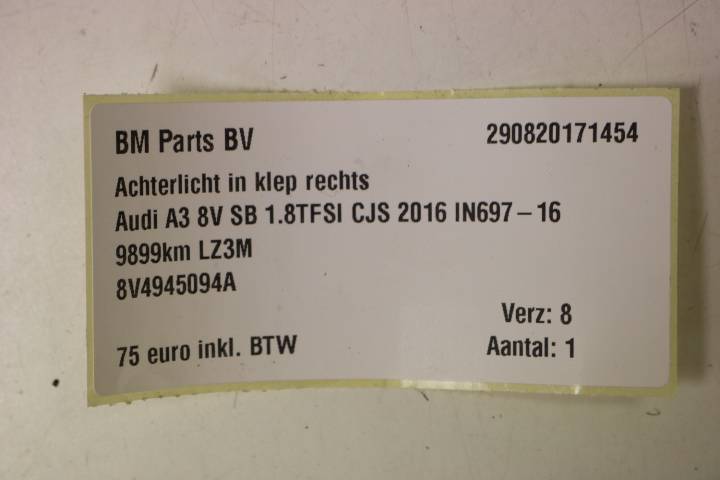 BM Parts BV 290820171454
Achterlicht in klep rechts
Audi A3 8V SB 1.8TFSI CJS 2016 IN697-16
9899km LZ3M
8V4945094A
Verz: 8
75 euro inkl. BTW Aantal: 1